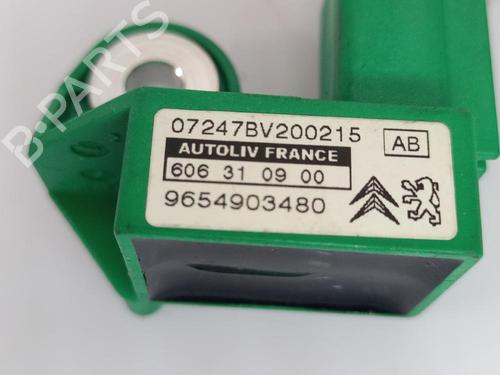 07247BV200215
AB
AUTOLIV FRANCE
606 31 09 00
9654903480
B-PARTS